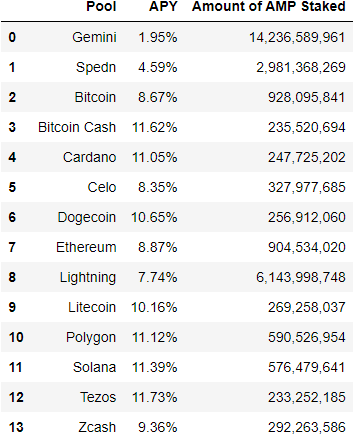 Pool APY Amount of AMP Staked
0 Gemini 1.95% 14,236,589,961
1 Spedn 4.59% 2,981,368,269
2 Bitcoin 8.67% 928,095,841
3 Bitcoin Cash 11.62% 235,520,694
4 Cardano 11.05% 247,725,202
5 Celo 8.35% 327,977,685
6 Dogecoin 10.65% 256,912,060
7 Ethereum 8.87% 904,534,020
8 Lightning 7.74% 6,143,998,748
9 Litecoin 10.16% 269,258,037
10 Polygon 11.12% 590,526,954
11 Solana 11.39% 576,479,641
12 Tezos 11.73% 233,252,185
13 Zcash 9.36% 292,263,586